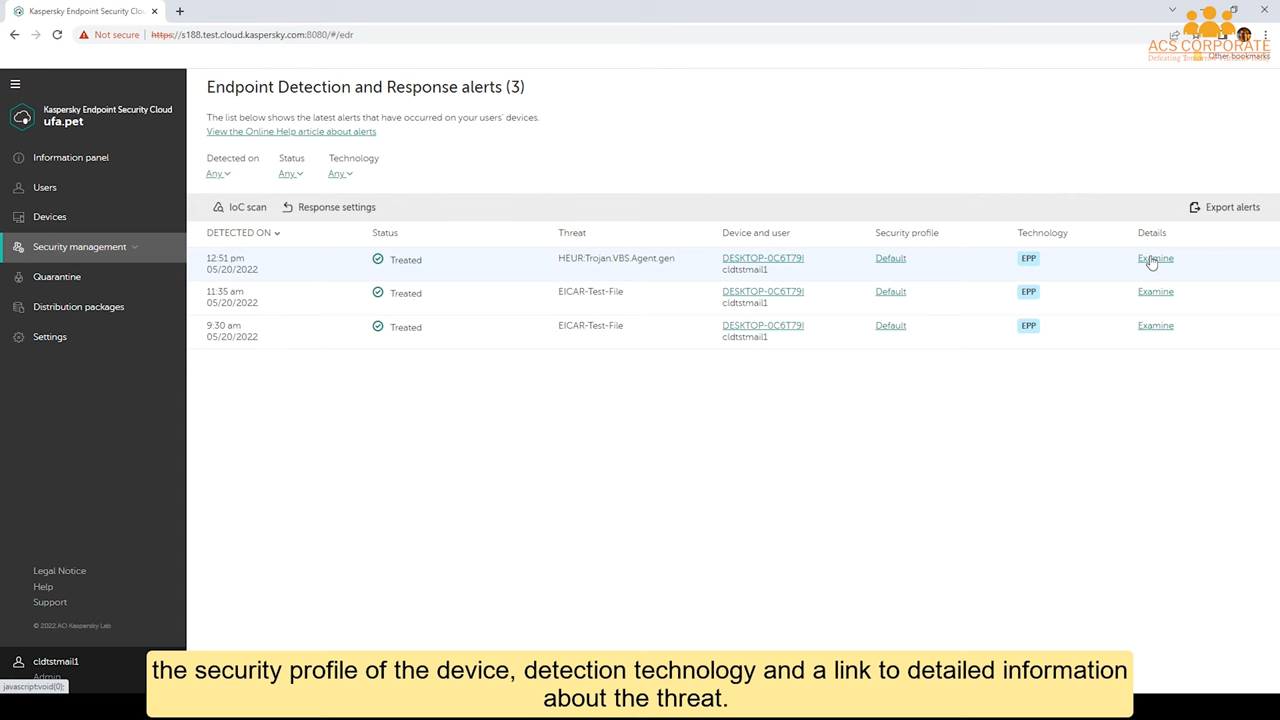 Kaspersky Endpoint Security Clou
Not secure
https://s188.test.cloud.kaspersky.com:8080/#/edr
ACS CORPORATE
Other bookmarks
Kaspersky Endpoint Security Cloud
ufa.pet
Information panel
Users
Devices
Security management
Quarantine
Distribution packages
Settings
Legal Notice
Help
Support
© 2022 AO Kaspersky Lab
cldtstmail1
Admin
javascript:void(0);
Endpoint Detection and Response alerts (3)
The list below shows the latest alerts that have occurred on your users' devices.
View the Online Help article about alerts
Detected on Status Technology
Any Any Any
IoC scan Response settings Export alerts
DETECTED ON Status Threat Device and user Security profile Technology Details
12:51 pm Treated HEUR:Trojan.VBS.Agent.gen DESKTOP-0C6T79I Default EPP Examine
05/20/2022 cldtstmail1
11:35 am Treated EICAR-Test-File DESKTOP-0C6T79I Default EPP Examine
05/20/2022 cldtstmail1
9:30 am Treated EICAR-Test-File DESKTOP-0C6T79I Default EPP Examine
05/20/2022 cldtstmail1
the security profile of the device, detection technology and a link to detailed information
about the threat.